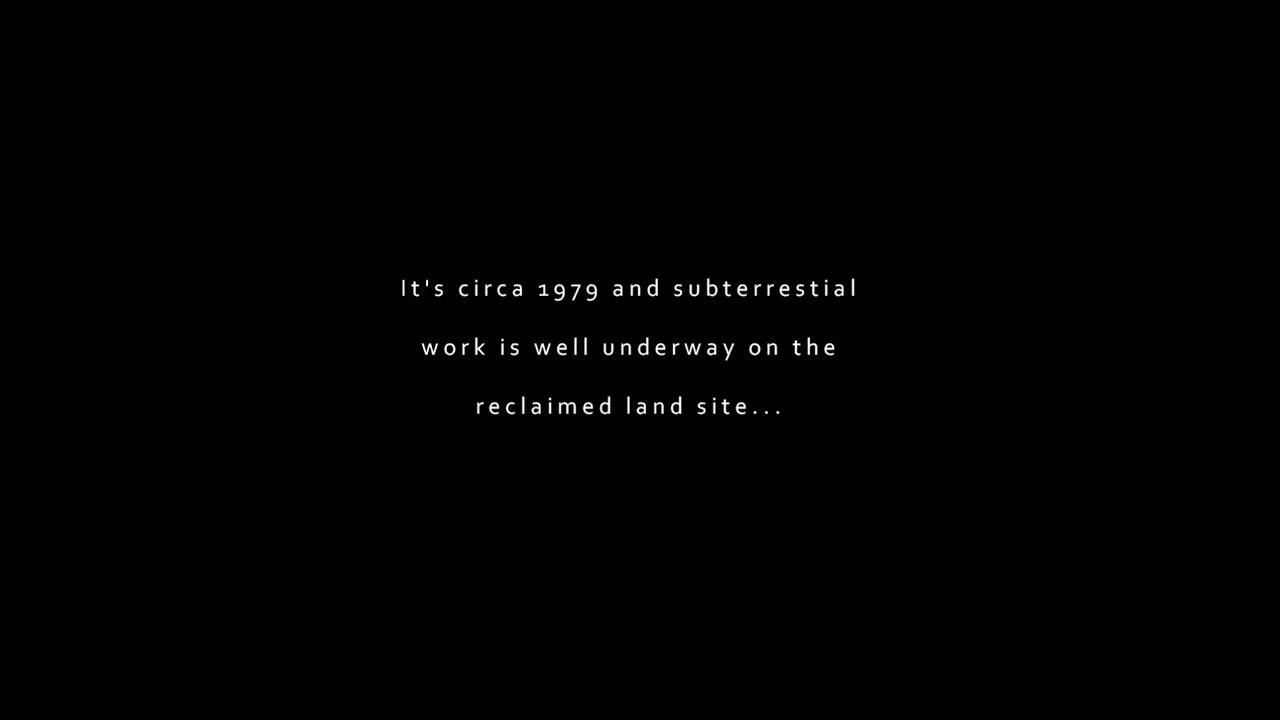 It's circa 1979 and subterrestial
work is well underway on the
reclaimed land site...